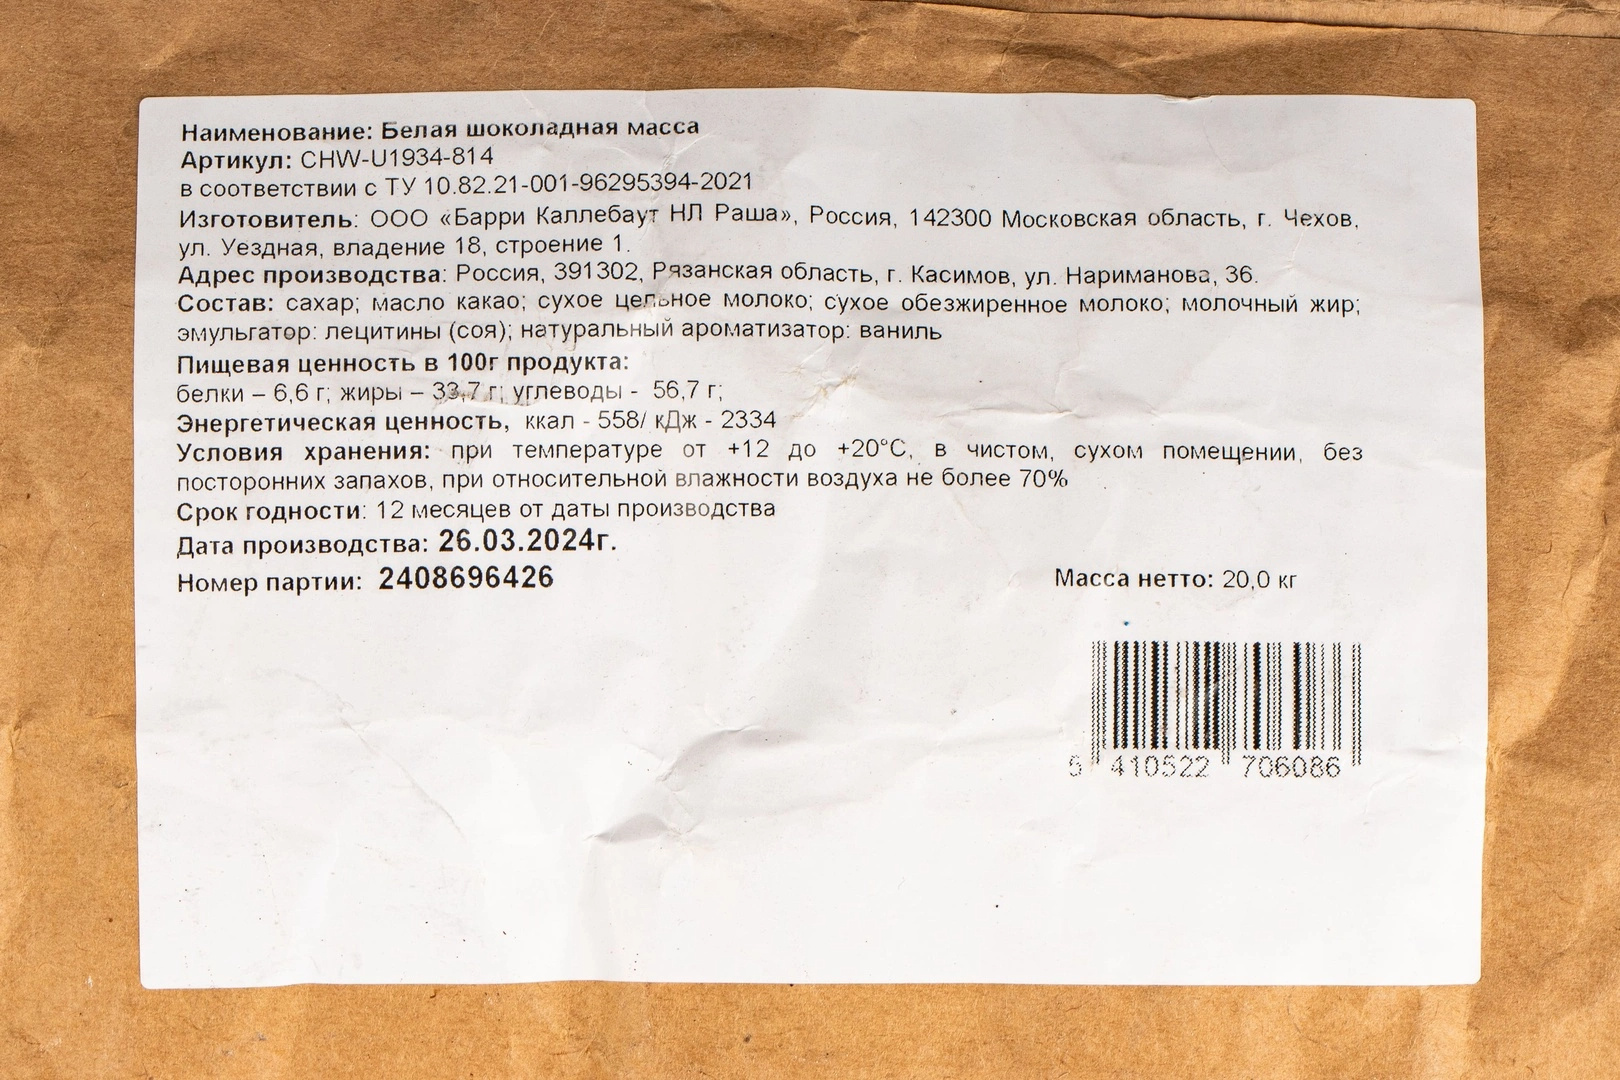 Наименование: Белая шоколадная масса
Артикул: CHW-U1934-814
в соответствии с ТУ 10.82.21-001-96295394-2021
Изготовитель: ООО «Барри Каллебаут НЛ Раша», Россия, 142300 Московская область, г. Чехов,
ул. Уездная, владение 18, строение 1.
Адрес производства: Россия, 391302, Рязанская область, г. Касимов, ул. Нариманова, 36.
Состав: сахар; масло какао; сухое цельное молоко; сухое обезжиренное молоко; молочный жир;
эмульгатор: лецитины (соя); натуральный ароматизатор: ваниль
Пищевая ценность в 100г продукта:
белки – 6,6 г; жиры – 33,7 г; углеводы - 56,7 г;
Энергетическая ценность, ккал - 558/ кДж - 2334
Условия хранения: при температуре от +12 до +20°С, в чистом, сухом помещении, без
посторонних запахов, при относительной влажности воздуха не более 70%
Срок годности: 12 месяцев от даты производства
Дата производства: 26.03.2024г.
Номер партии: 2408696426
Масса нетто: 20,0 кг
5 410522 706086